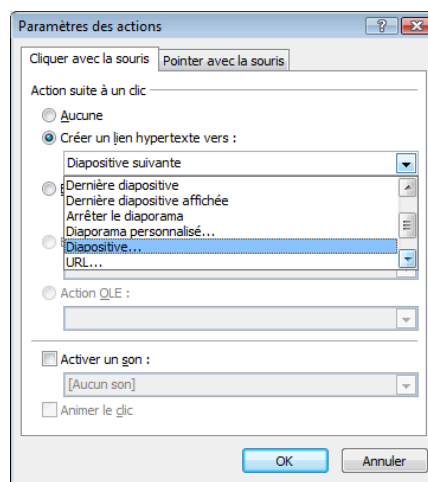 Paramètres des actions
Cliquer avec la souris Pointer avec la souris
Action suite à un clic
Aucune
Créer un lien hypertexte vers :
Diapositive suivante
Dernière diapositive
Dernière diapositive affichée
Arrêter le diaporama
Diaporama personnalisé...
Diapositive...
URL...
Action OLE :
Activer un son :
[Aucun son]
Animer le clic
OK Annuler